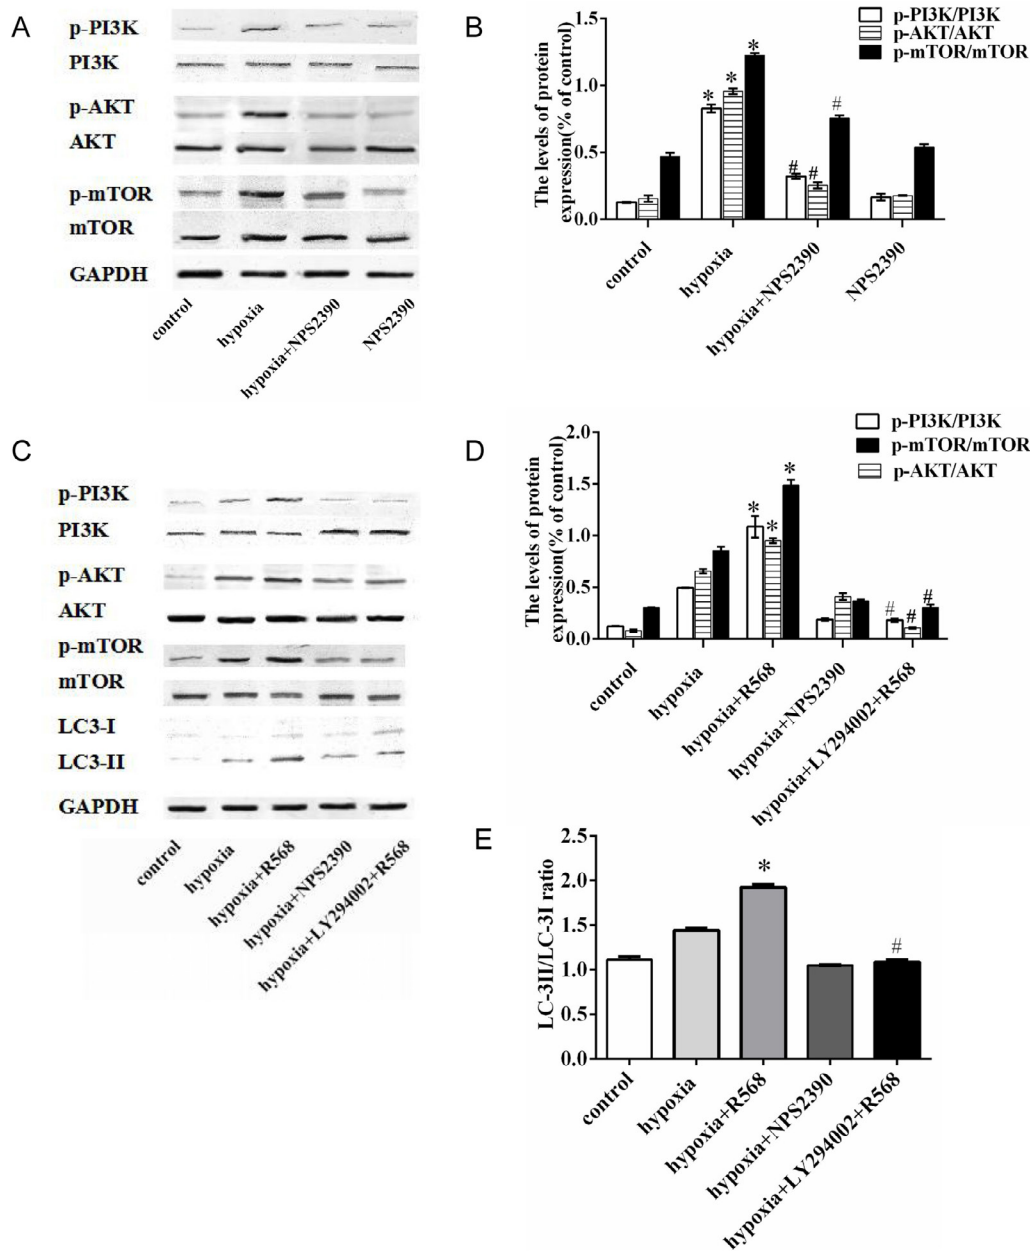 A
p-PI3K
PI3K
p-AKT
AKT
p-mTOR
mTOR
GAPDH
control
hypoxia
hypoxia+NPS2390
NPS2390
B
The levels of protein
expression(% of control)
1.5
1.0
0.5
0.0
* * *
# # #
p-PI3K/PI3K
p-AKT/AKT
p-mTOR/mTOR
control
hypoxia
hypoxia+NPS2390
NPS2390
C
p-PI3K
PI3K
p-AKT
AKT
p-mTOR
mTOR
LC3-I
LC3-II
GAPDH
control
hypoxia
hypoxia+R568
hypoxia+NPS2390
hypoxia+LY294002+R568
D
The levels of protein
expression(% of control)
2.0
1.5
1.0
0.5
0.0
* * *
# # #
p-PI3K/PI3K
p-mTOR/mTOR
p-AKT/AKT
control
hypoxia
hypoxia+R568
hypoxia+NPS2390
hypoxia+LY294002+R568
E
LC-3II/LC-3I ratio
2.5
2.0
1.5
1.0
0.5
0.0
*
#
control
hypoxia
hypoxia+R568
hypoxia+NPS2390
hypoxia+LY294002+R568